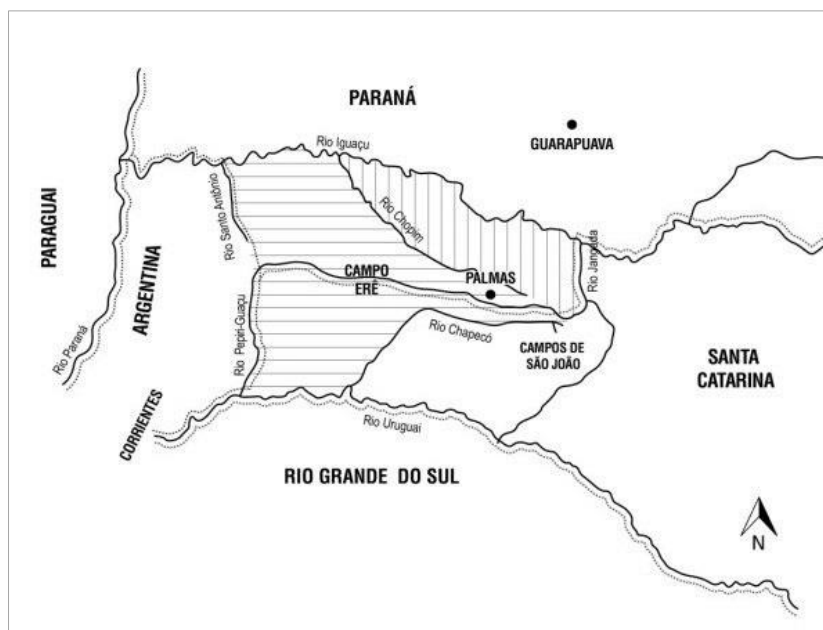 PARANÁ
GUARAPUAVA
Rio Iguaçu
PARAGUAI
Rio Santo Antônio
Rio Chopim
Rio Jangada
ARGENTINA
CAMPO
ERÊ
PALMAS
Rio Paraná
Rio Pepiri-Guaçu
Rio Chapecó
CAMPOS DE
SÃO JOÃO
SANTA
CATARINA
CORRIENTES
Rio Uruguai
RIO GRANDE DO SUL
N